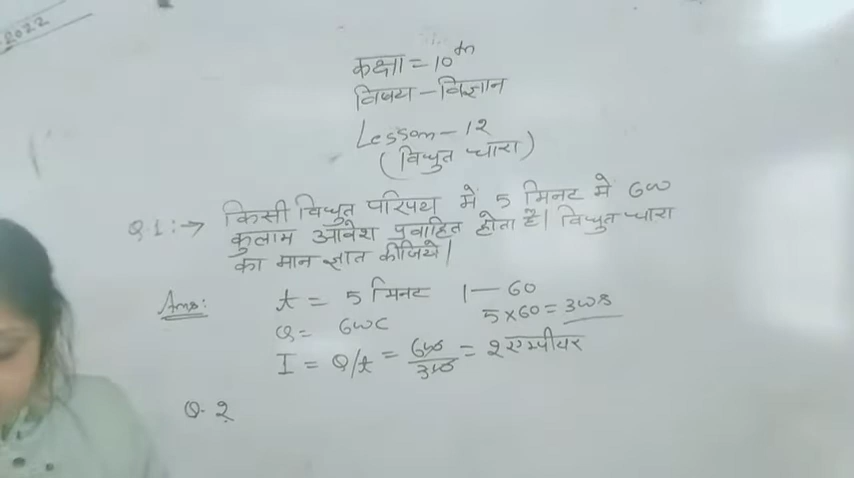 2022
कक्षा = 10th
विषय - विज्ञान
Lesson - 12
(विधुत धारा)
Q.1:→ किसी विधुत परिपथ में 5 मिनट में 600
कुलाम आवेश प्रवाहित होता है। विधुत धारा
का मान ज्ञात कीजिये।
Ans: t = 5 मिनट 1 — 60
5 × 60 = 300s
Q = 600C
I = Q/t = 600/300 = 2 एम्पीयर
Q. 2